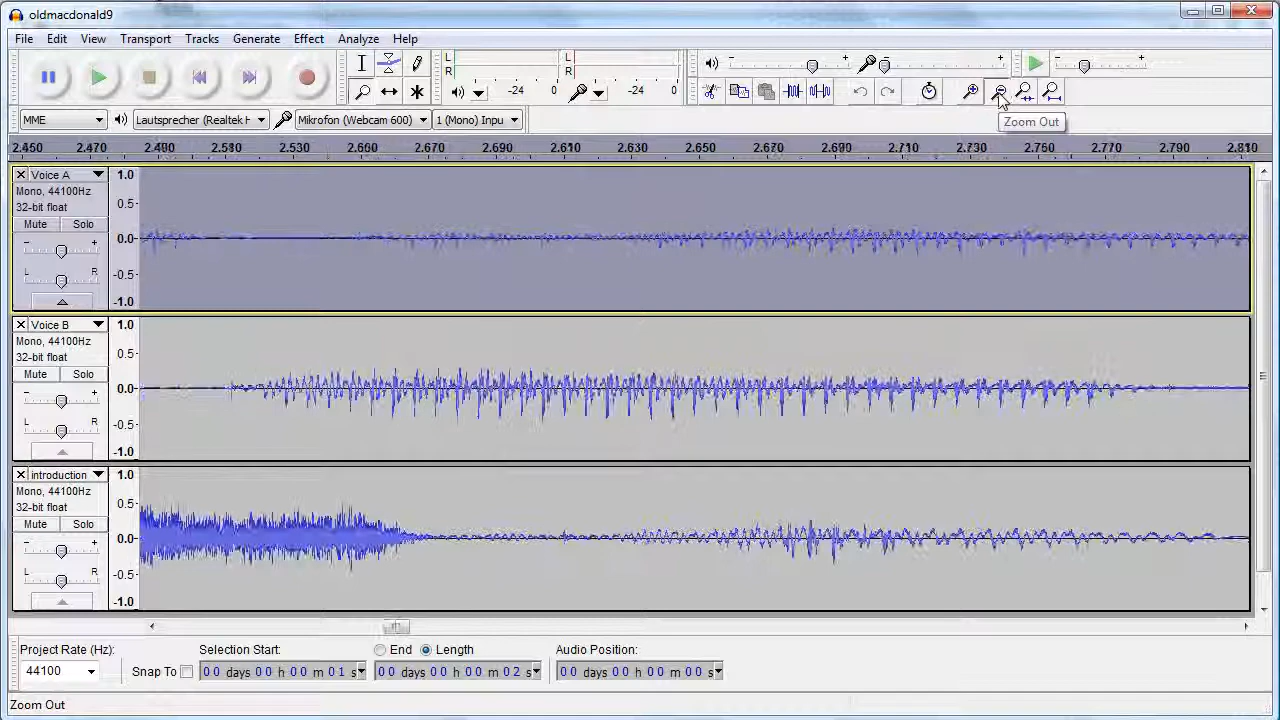 oldmacdonald9
File Edit View Transport Tracks Generate Effect Analyze Help
L R -24 0 L R -24 0
Zoom Out
MME Lautsprecher (Realtek H Mikrofon (Webcam 600) 1 (Mono) Inpu
2.450 2.470 2.490 2.510 2.530 2.550 2.570 2.590 2.610 2.630 2.650 2.670 2.690 2.710 2.730 2.750 2.770 2.790 2.810
Voice A 1.0
Mono, 44100Hz
32-bit float 0.5
Mute Solo
- + 0.0
L R -0.5
-1.0
Voice B 1.0
Mono, 44100Hz
32-bit float 0.5
Mute Solo
- + 0.0
L R -0.5
-1.0
introduction 1.0
Mono, 44100Hz
32-bit float 0.5
Mute Solo
- + 0.0
L R -0.5
-1.0
Project Rate (Hz): Selection Start: End Length Audio Position:
44100 Snap To 00 days 00 h 00 m 01 s 00 days 00 h 00 m 02 s 00 days 00 h 00 m 00 s
Zoom Out